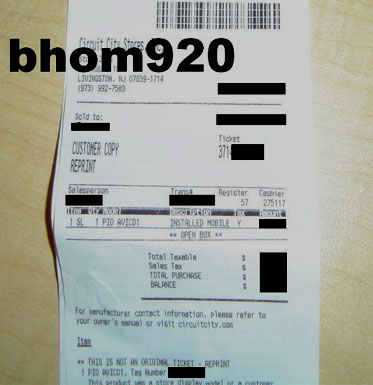 Circuit City Stores
bhom920
LIVINGSTON, NJ 07039-1714
(973) 992-7583
Sold to:
Ticket
CUSTOMER COPY 3714
REPRINT
Salesperson Trans# Register Cashier
57 25117
Item Qty Model Description Tax Amount
1 SL 1 PIO AVICD1 INSTALLED MOBILE Y
** OPEN BOX **
Total Taxable $
Sales Tax $
TOTAL PURCHASE $
BALANCE $
For manufacturer contact information, please refer to
your owner's manual or visit circuitcity.com
Item
** THIS IS NOT AN ORIGINAL TICKET - REPRINT
1 PIO AVICD1, Tag Number
This product was a store display model or a customer